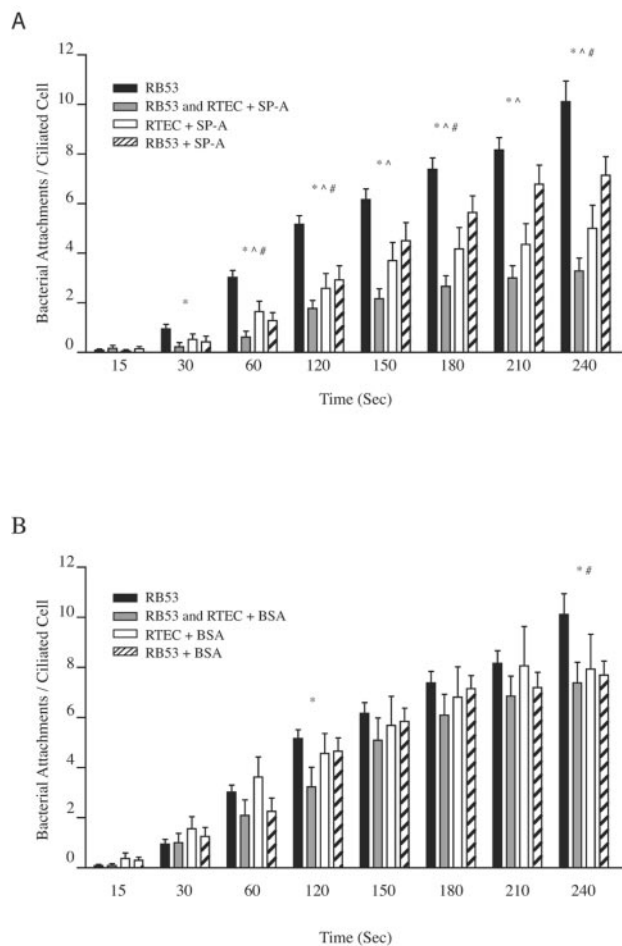 A
Bacterial Attachments / Ciliated Cell
12
10
8
6
4
2
0
RB53
RB53 and RTEC + SP-A
RTEC + SP-A
RB53 + SP-A
*
* ^ #
* ^ #
* ^
* ^ #
* ^
* ^ #
15 30 60 120 150 180 210 240
Time (Sec)
B
Bacterial Attachments / Ciliated Cell
12
10
8
6
4
2
0
RB53
RB53 and RTEC + BSA
RTEC + BSA
RB53 + BSA
*
* #
15 30 60 120 150 180 210 240
Time (Sec)